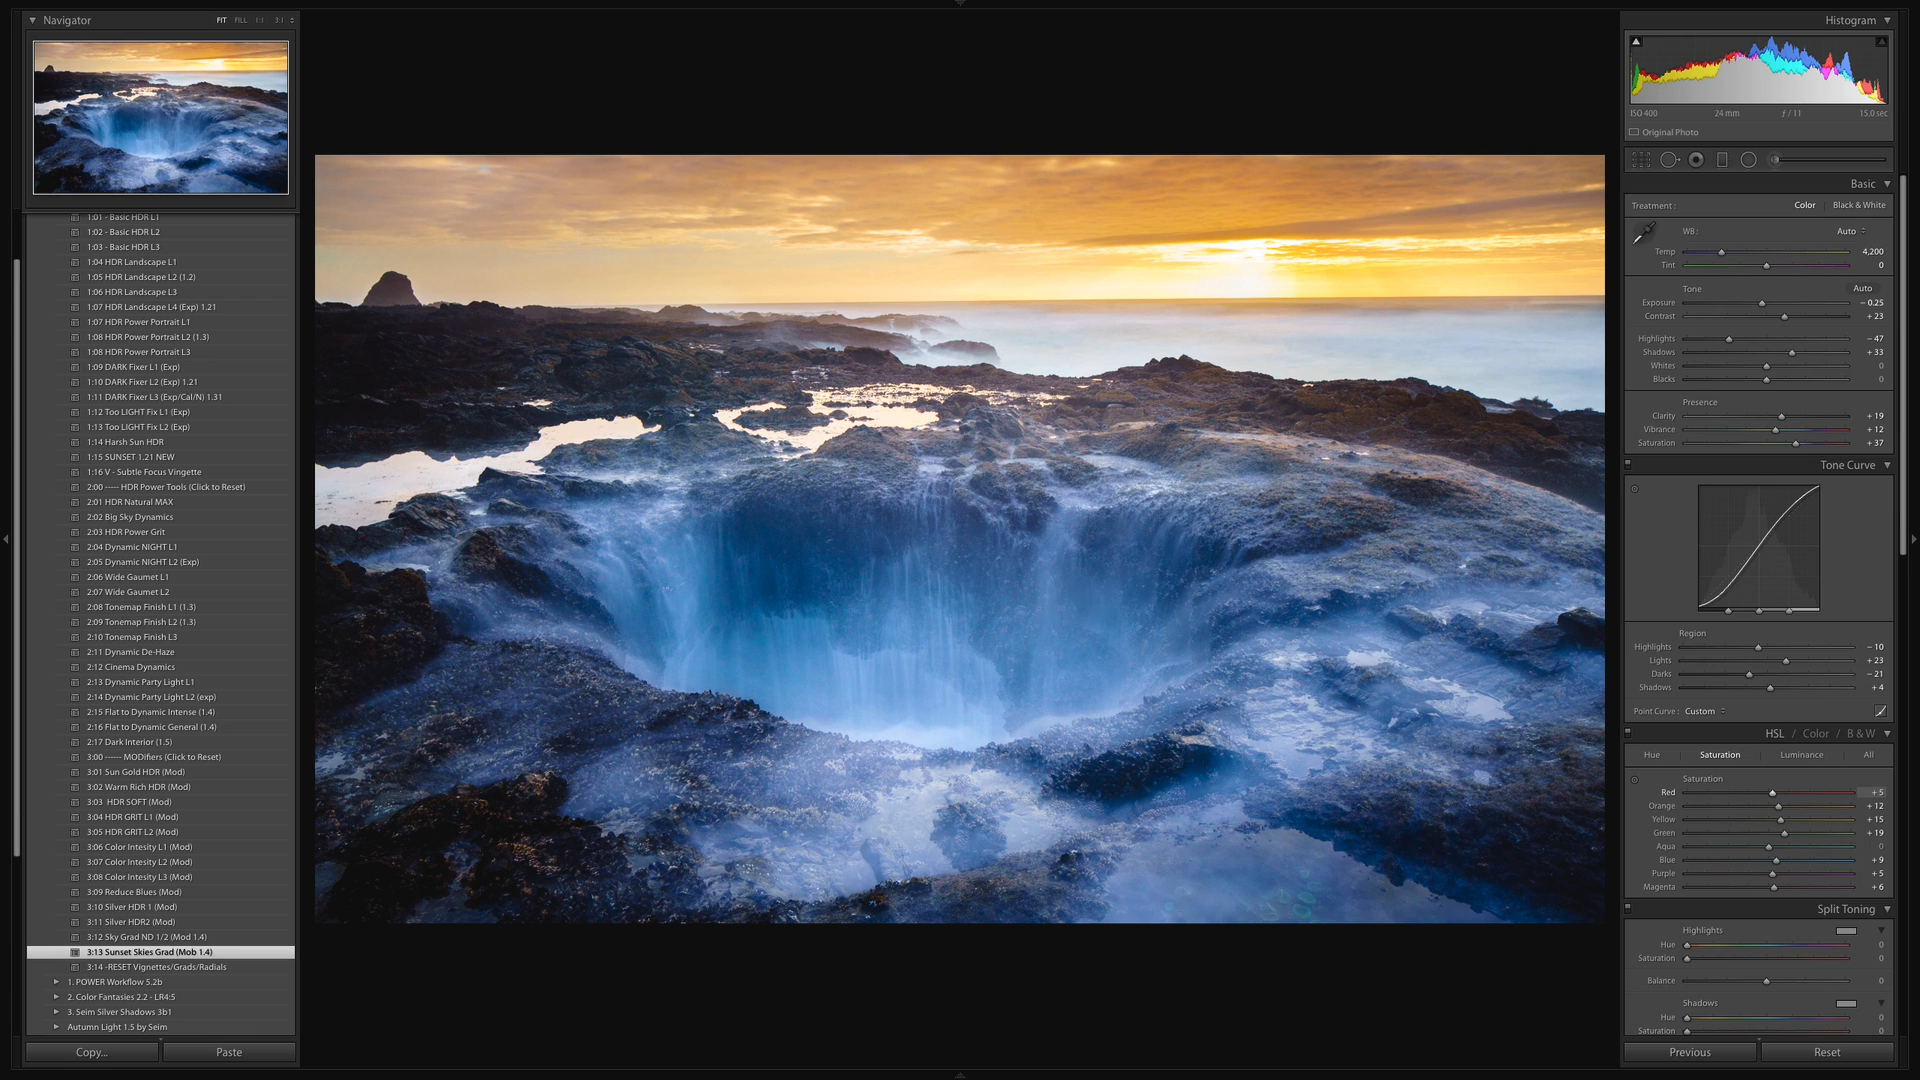 Navigator FIT FILL 1:1 3:1
1:01 - Basic HDR L1
1:02 - Basic HDR L2
1:03 - Basic HDR L3
1:04 HDR Landscape L1
1:05 HDR Landscape L2 (1.2)
1:06 HDR Landscape L3
1:07 HDR Landscape L4 (Exp) 1.21
1:07 HDR Power Portrait L1
1:08 HDR Power Portrait L2 (1.3)
1:08 HDR Power Portrait L3
1:09 DARK Fixer L1 (Exp)
1:10 DARK Fixer L2 (Exp) 1.21
1:11 DARK Fixer L3 (Exp/Cal/N) 1.31
1:12 Too LIGHT Fix L1 (Exp)
1:13 Too LIGHT Fix L2 (Exp)
1:14 Harsh Sun HDR
1:15 SUNSET 1.21 NEW
1:16 V - Subtle Focus Vingette
2:00 ----- HDR Power Tools (Click to Reset)
2:01 HDR Natural MAX
2:02 Big Sky Dynamics
2:03 HDR Power Grit
2:04 Dynamic NIGHT L1
2:05 Dynamic NIGHT L2 (Exp)
2:06 Wide Gaumet L1
2:07 Wide Gaumet L2
2:08 Tonemap Finish L1 (1.3)
2:09 Tonemap Finish L2 (1.3)
2:10 Tonemap Finish L3
2:11 Dynamic De-Haze
2:12 Cinema Dynamics
2:13 Dynamic Party Light L1
2:14 Dynamic Party Light L2 (exp)
2:15 Flat to Dynamic Intense (1.4)
2:16 Flat to Dynamic General (1.4)
2:17 Dark Interior (1.5)
3:00 ------ MODifiers (Click to Reset)
3:01 Sun Gold HDR (Mod)
3:02 Warm Rich HDR (Mod)
3:03 HDR SOFT (Mod)
3:04 HDR GRIT L1 (Mod)
3:05 HDR GRIT L2 (Mod)
3:06 Color Intesity L1 (Mod)
3:07 Color Intesity L2 (Mod)
3:08 Color Intesity L3 (Mod)
3:09 Reduce Blues (Mod)
3:10 Silver HDR 1 (Mod)
3:11 Silver HDR2 (Mod)
3:12 Sky Grad ND 1/2 (Mod 1.4)
3:13 Sunset Skies Grad (Mob 1.4)
3:14 -RESET Vignettes/Grads/Radials
1. POWER Workflow 5.2b
2. Color Fantasies 2.2 - LR4:5
3. Seim Silver Shadows 3b1
Autumn Light 1.5 by Seim
Copy... Paste
Histogram
ISO 400 24 mm f / 11 15.0 sec
Original Photo
Basic
Treatment : Color Black & White
WB : Auto
Temp 4,200
Tint 0
Tone Auto
Exposure − 0.25
Contrast + 23
Highlights − 47
Shadows + 33
Whites 0
Blacks 0
Presence
Clarity + 19
Vibrance + 12
Saturation + 37
Tone Curve
Region
Highlights − 10
Lights + 23
Darks − 21
Shadows + 4
Point Curve : Custom
HSL / Color / B & W
Hue Saturation Luminance All
Saturation
Red + 5
Orange + 12
Yellow + 15
Green + 19
Aqua 0
Blue + 9
Purple + 5
Magenta + 6
Split Toning
Highlights
Hue 0
Saturation 0
Balance 0
Shadows
Hue 0
Saturation 0
Previous Reset